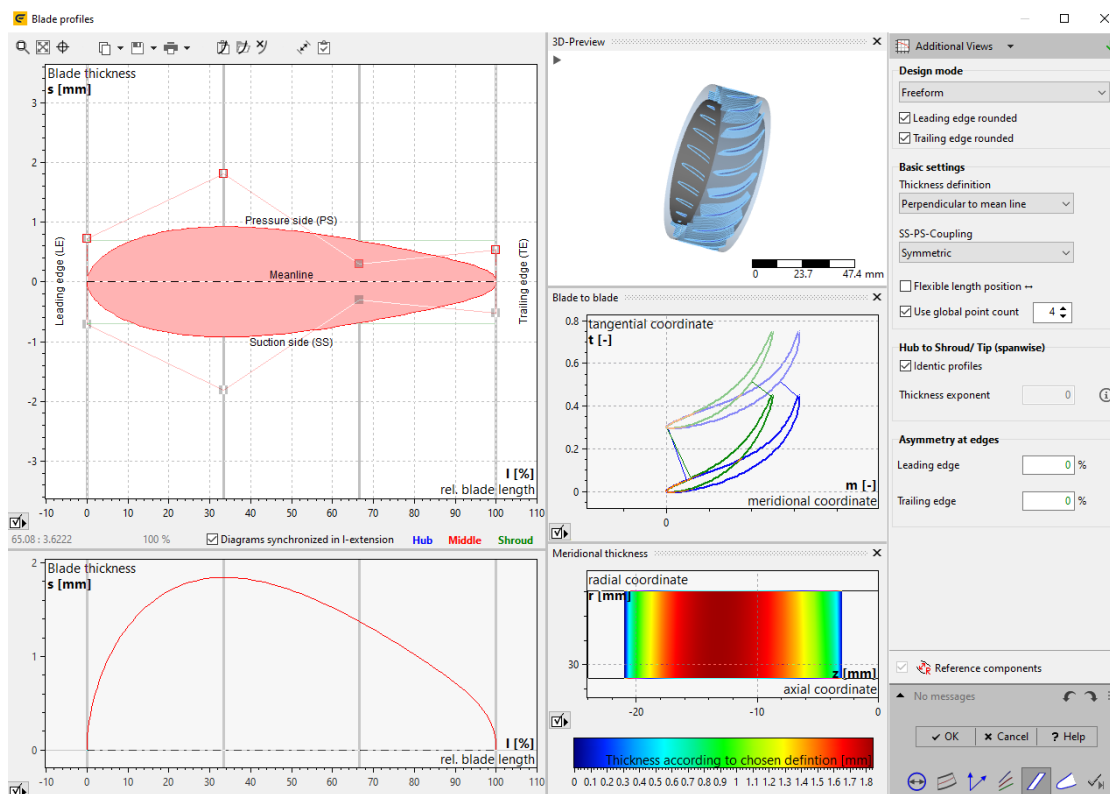 Blade profiles
Blade thickness
s [mm]
3
2
1
0
-1
-2
-3
Pressure side (PS)
Meanline
Suction side (SS)
Leading edge (LE)
Trailing edge (TE)
l [%]
rel. blade length
-10 0 10 20 30 40 50 60 70 80 90 100 110
65.08 : 3.6222 100 % Diagrams synchronized in l-extension Hub Middle Shroud
Blade thickness
s [mm]
2
1
0
l [%]
rel. blade length
-10 0 10 20 30 40 50 60 70 80 90 100 110
3D-Preview
0 23.7 47.4 mm
Blade to blade
0.8
tangential coordinate
t [-]
0.6
0.4
0.2
0
m [-]
meridional coordinate
0
Meridional thickness
radial coordinate
r [mm]
30
z [mm]
axial coordinate
-20 -10 0
Thickness according to chosen defintion [mm]
0 0.1 0.2 0.3 0.4 0.5 0.6 0.7 0.8 0.9 1 1.1 1.2 1.3 1.4 1.5 1.6 1.7 1.8
Additional Views
Design mode
Freeform
Leading edge rounded
Trailing edge rounded
Basic settings
Thickness definition
Perpendicular to mean line
SS-PS-Coupling
Symmetric
Flexible length position ↔
Use global point count 4
Hub to Shroud/ Tip (spanwise)
Identic profiles
Thickness exponent 0
Asymmetry at edges
Leading edge 0 %
Trailing edge 0 %
Reference components
No messages
OK Cancel ? Help